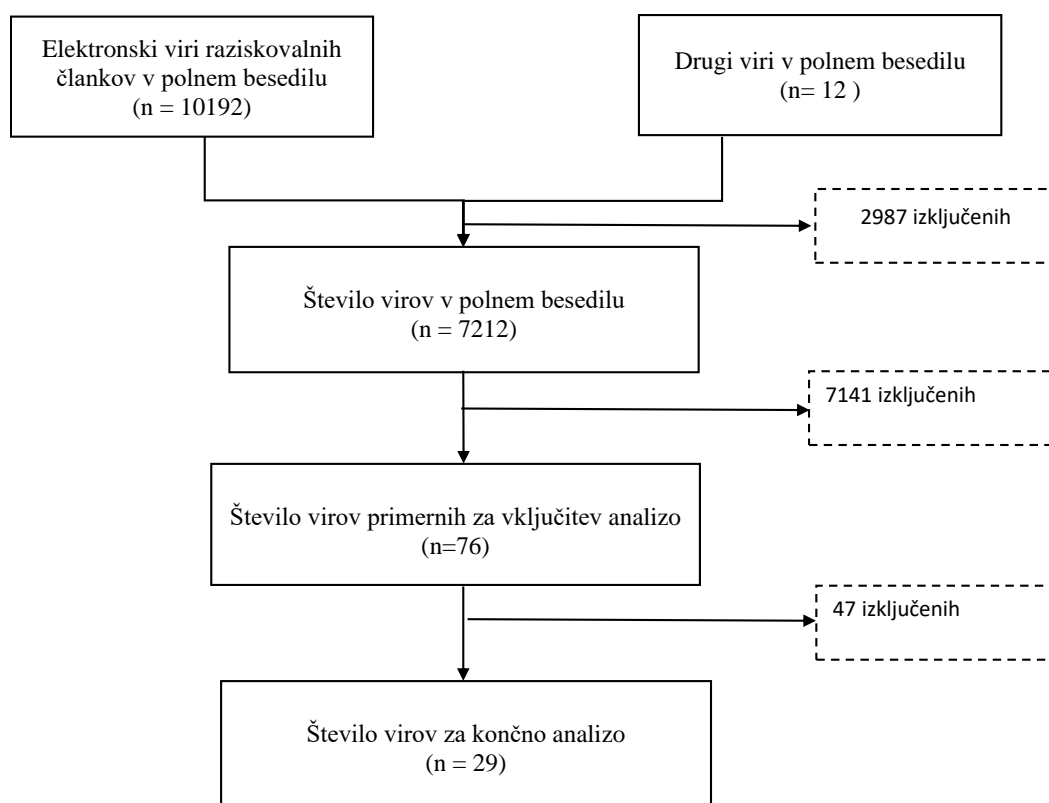 Elektronski viri raziskovalnih
člankov v polnem besedilu
(n = 10192)
Drugi viri v polnem besedilu
(n= 12 )
2987 izključenih
Število virov v polnem besedilu
(n = 7212)
7141 izključenih
Število virov primernih za vključitev analizo
(n=76)
47 izključenih
Število virov za končno analizo
(n = 29)